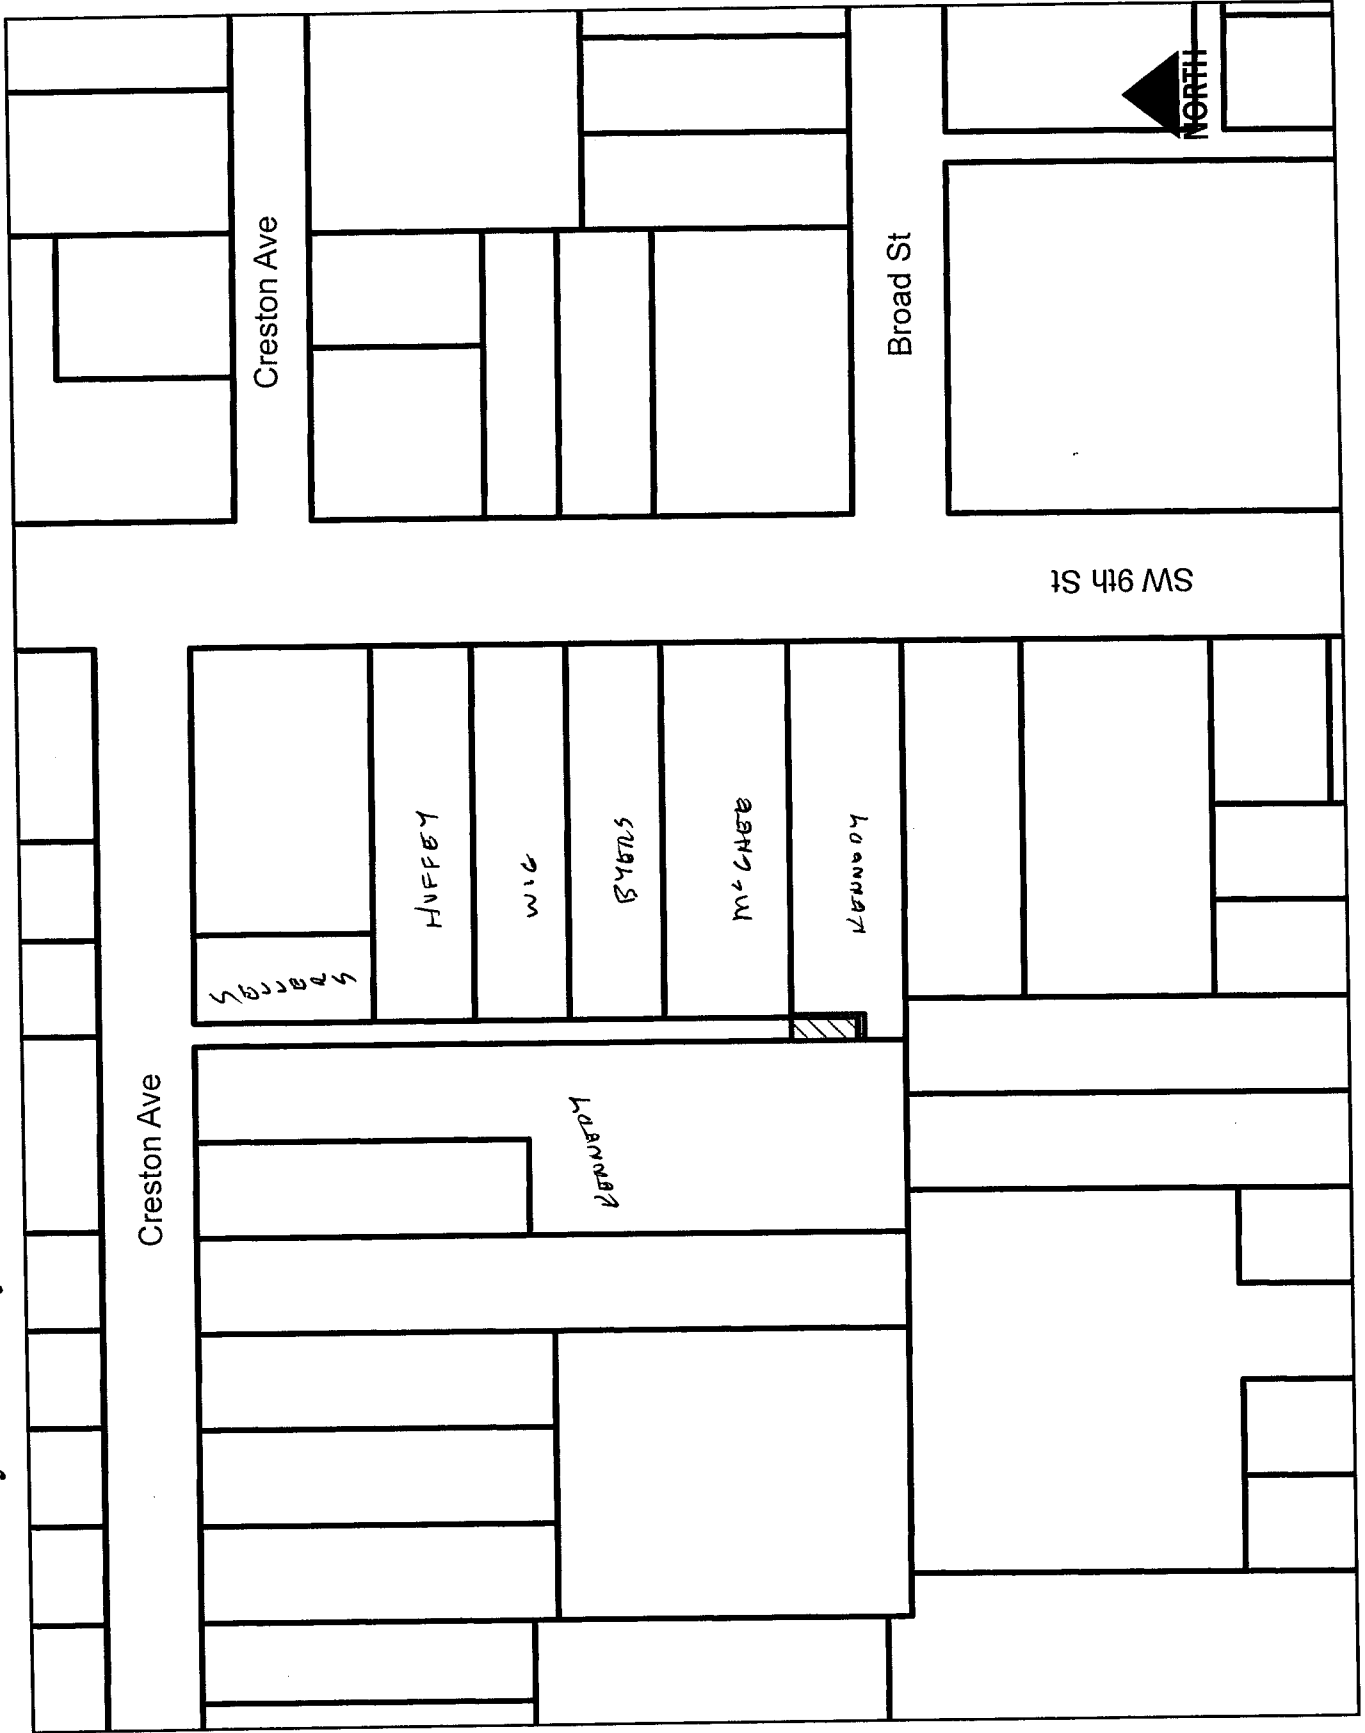 Creston Ave
Broad St
NORTH
SW 9th St
Creston Ave
HUFFEY
WIG
BYERS
McGHEE
KENNEDY
KENNEDY